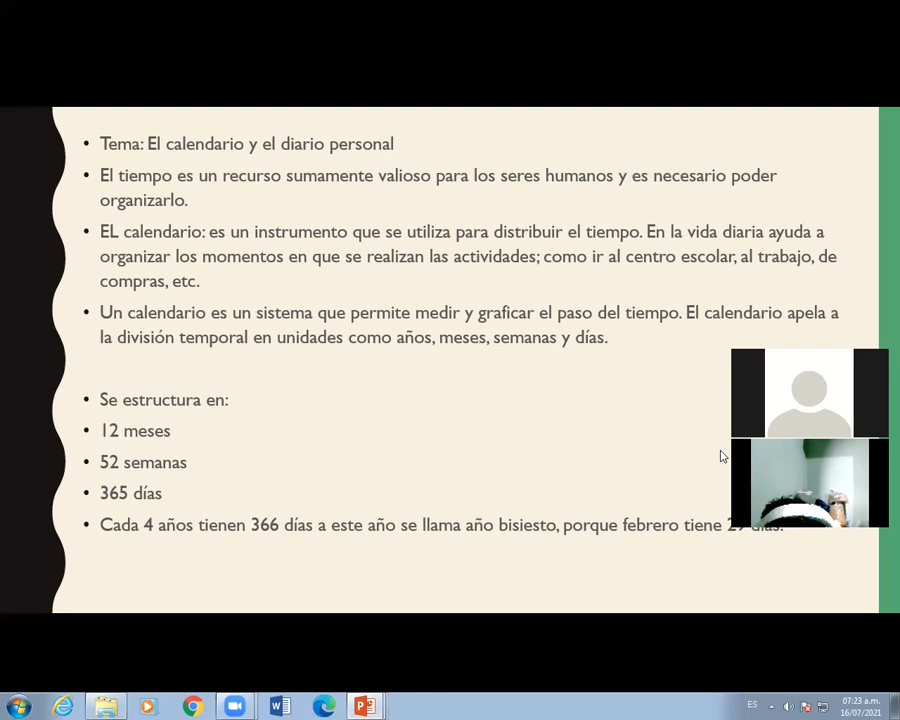 • Tema: El calendario y el diario personal
• El tiempo es un recurso sumamente valioso para los seres humanos y es necesario poder
organizarlo.
• EL calendario: es un instrumento que se utiliza para distribuir el tiempo. En la vida diaria ayuda a
organizar los momentos en que se realizan las actividades; como ir al centro escolar, al trabajo, de
compras, etc.
• Un calendario es un sistema que permite medir y graficar el paso del tiempo. El calendario apela a
la división temporal en unidades como años, meses, semanas y días.
• Se estructura en:
• 12 meses
• 52 semanas
• 365 días
• Cada 4 años tienen 366 días a este año se llama año bisiesto, porque febrero tiene
ES
07:23 a.m.
16/07/2021